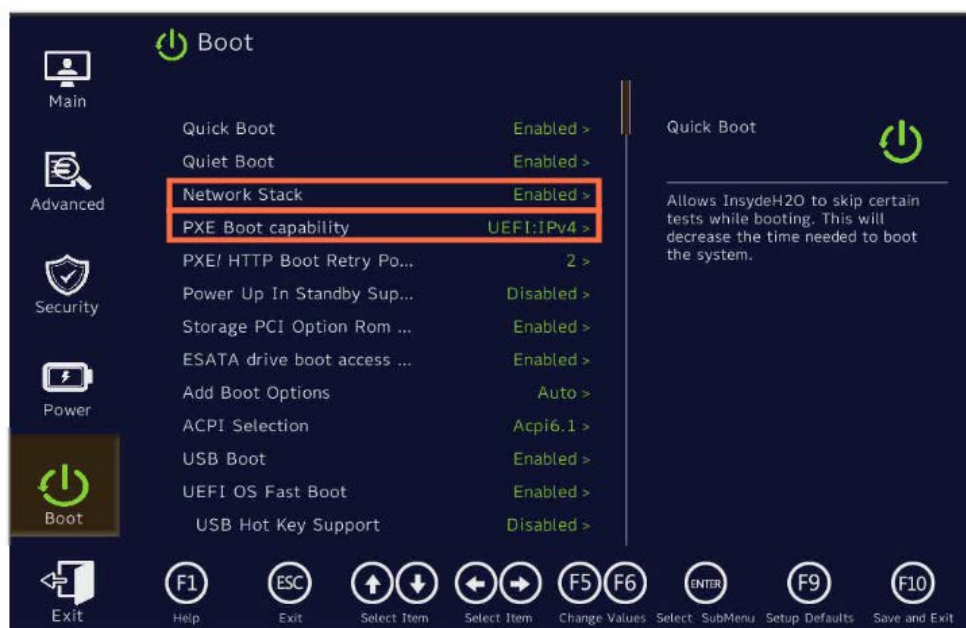 Boot
Main
Advanced
Security
Power
Boot
Exit
Quick Boot Enabled >
Quiet Boot Enabled >
Network Stack Enabled >
PXE Boot capability UEFI:IPv4 >
PXE/ HTTP Boot Retry Po... 2 >
Power Up In Standby Sup... Disabled >
Storage PCI Option Rom ... Enabled >
ESATA drive boot access ... Enabled >
Add Boot Options Auto >
ACPI Selection Acpi6.1 >
USB Boot Enabled >
UEFI OS Fast Boot Enabled >
USB Hot Key Support Disabled >
Quick Boot
Allows InsydeH2O to skip certain
tests while booting. This will
decrease the time needed to boot
the system.
F1 ESC F5 F6 ENTER F9 F10
Help Exit Select Item Select Item Change Values Select SubMenu Setup Defaults Save and Exit